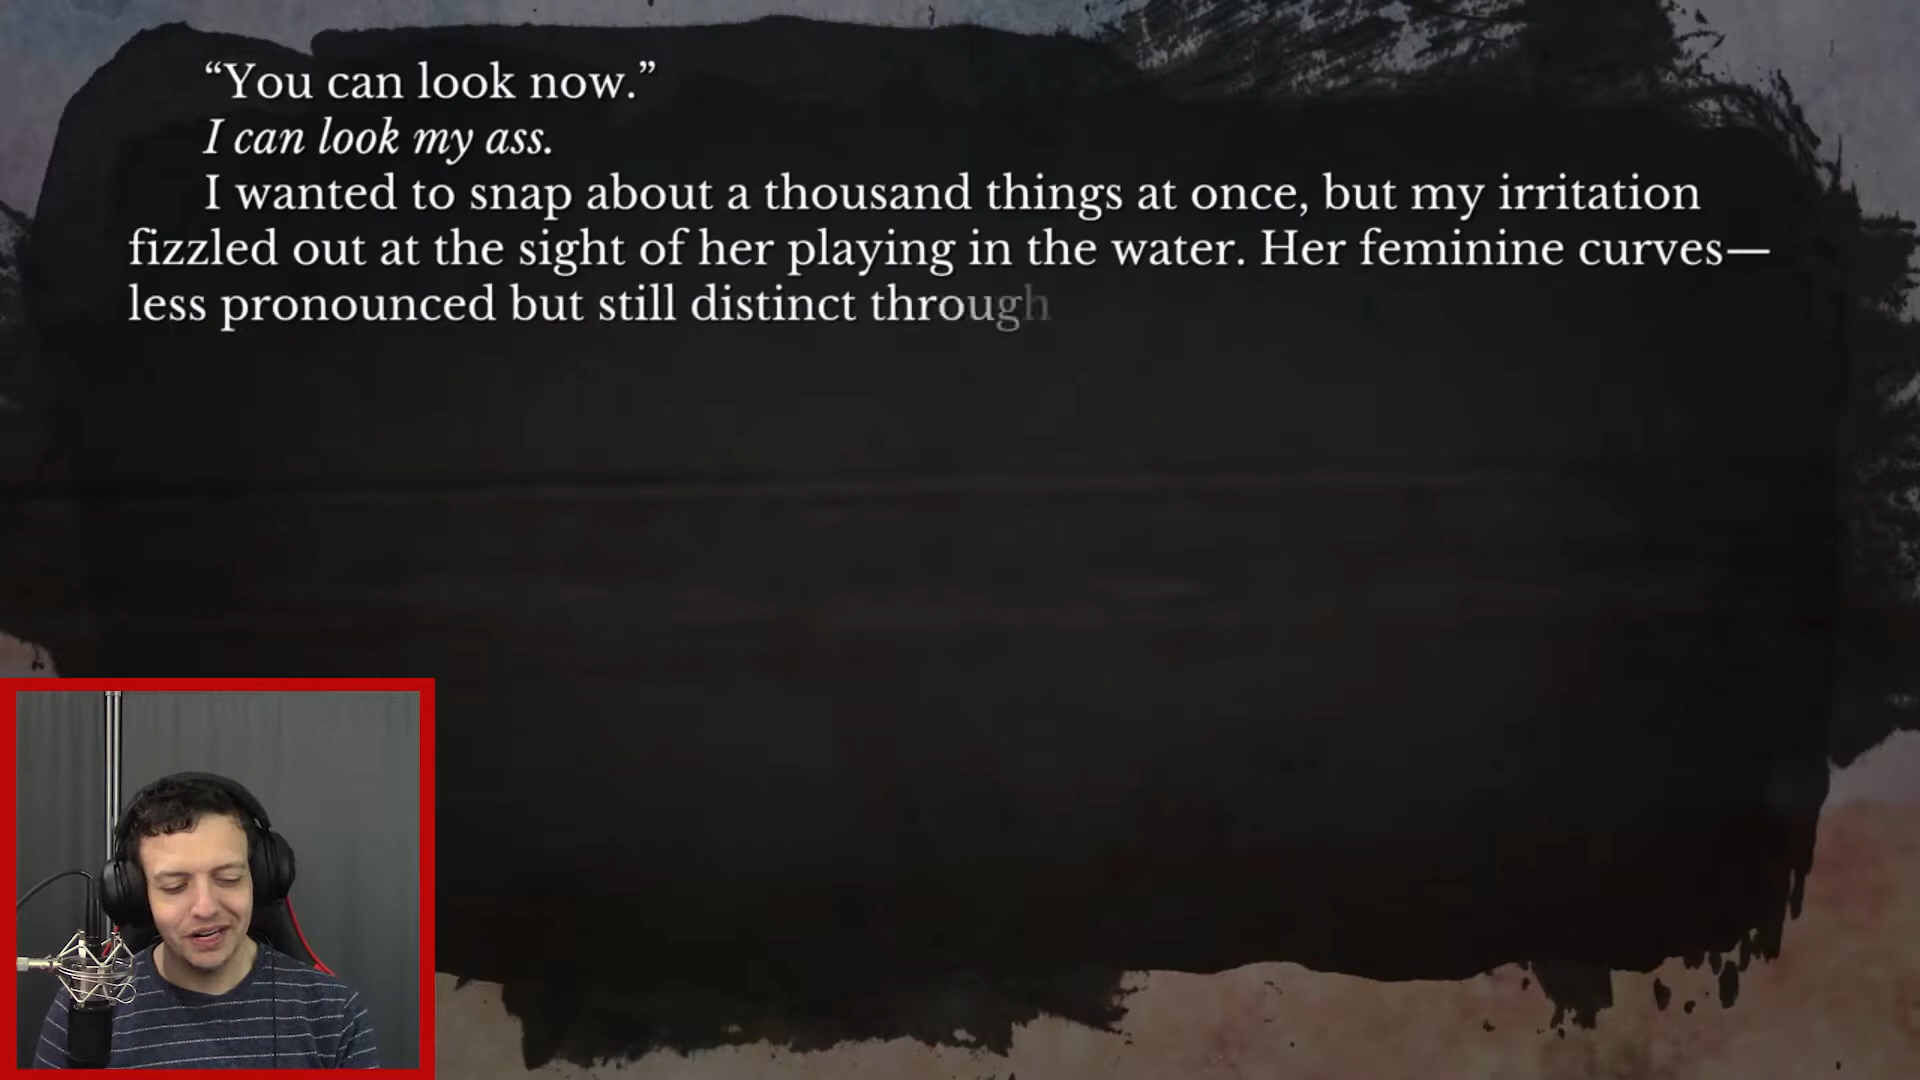 “You can look now.”
I can look my ass.
I wanted to snap about a thousand things at once, but my irritation
fizzled out at the sight of her playing in the water. Her feminine curves—
less pronounced but still distinct through